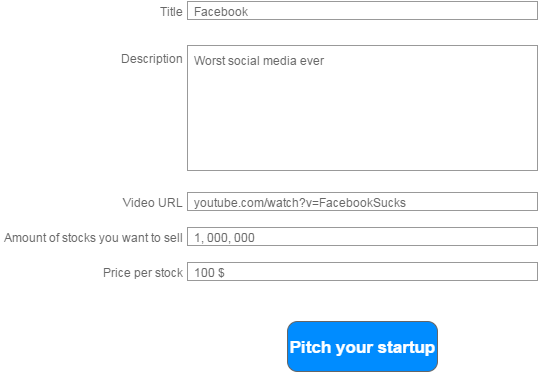 Title Facebook
Description Worst social media ever
Video URL youtube.com/watch?v=FacebookSucks
Amount of stocks you want to sell 1, 000, 000
Price per stock 100 $
Pitch your startup